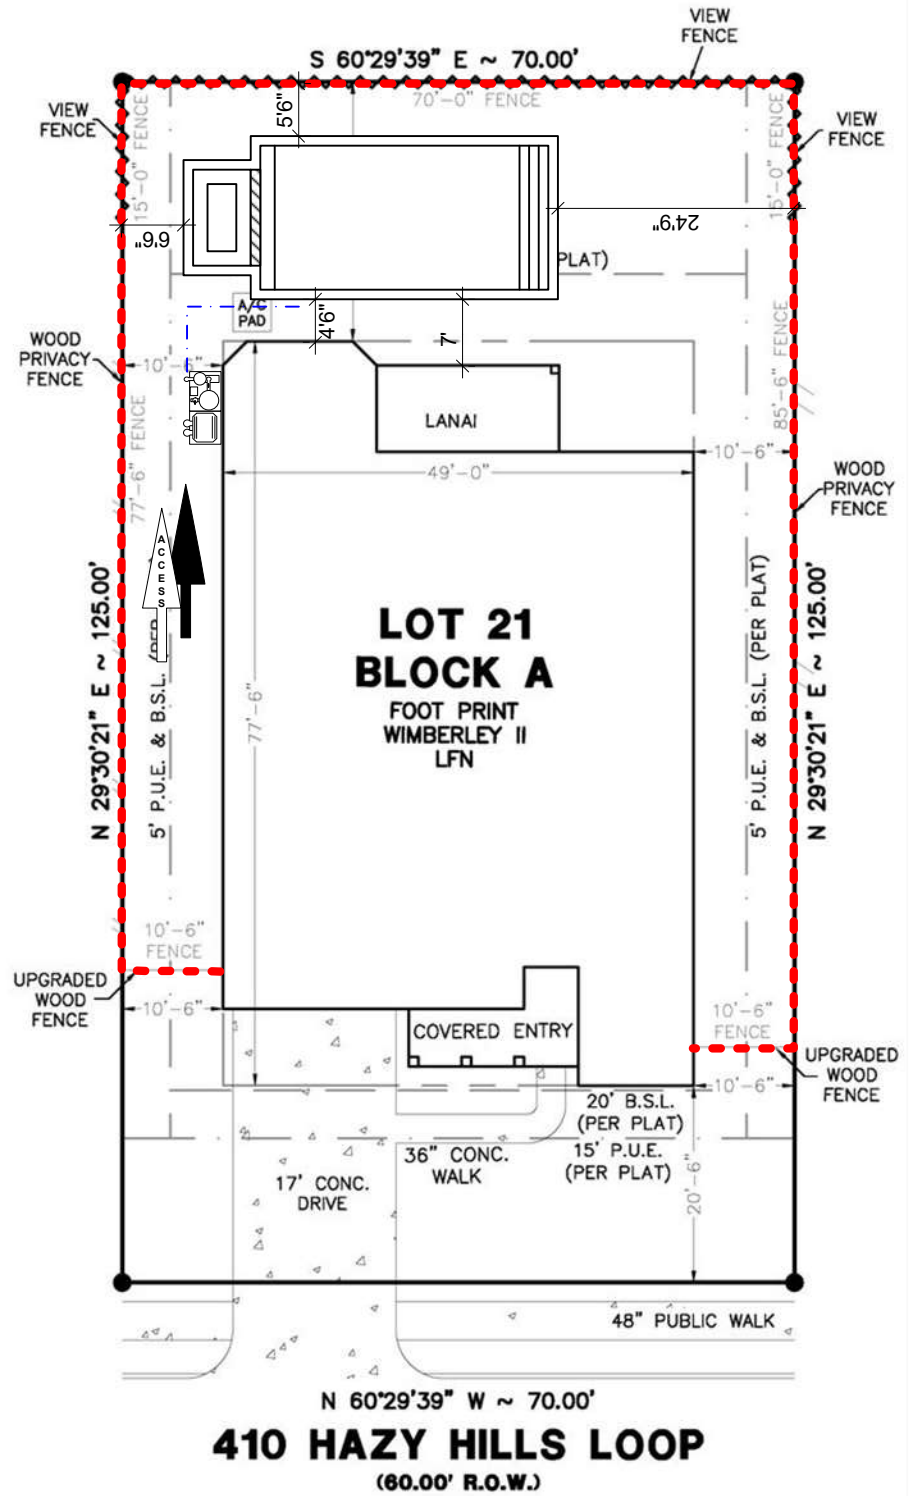 VIEW
FENCE
S 60°29'39" E ~ 70.00'
70'-0" FENCE
VIEW
FENCE
VIEW
FENCE
15'-0" FENCE
15'-0" FENCE
5'6"
6'6"
24'9"
PLAT)
A/C
PAD
4'6"
7'
WOOD
PRIVACY
FENCE
10'-6"
77'-6" FENCE
85'-6" FENCE
LANAI
49'-0"
10'-6"
WOOD
PRIVACY
FENCE
ACCESS
N 29°30'21" E ~ 125.00'
5' P.U.E. & B.S.L. (PER
77'-6"
LOT 21
BLOCK A
FOOT PRINT
WIMBERLEY II
LFN
5' P.U.E. & B.S.L. (PER PLAT)
N 29°30'21" E ~ 125.00'
10'-6"
FENCE
UPGRADED
WOOD
FENCE
10'-6"
COVERED ENTRY
10'-6"
FENCE
UPGRADED
WOOD
FENCE
10'-6"
20' B.S.L.
(PER PLAT)
15' P.U.E.
(PER PLAT)
36" CONC.
WALK
17' CONC.
DRIVE
20'-6"
48" PUBLIC WALK
N 60°29'39" W ~ 70.00'
410 HAZY HILLS LOOP
(60.00' R.O.W.)